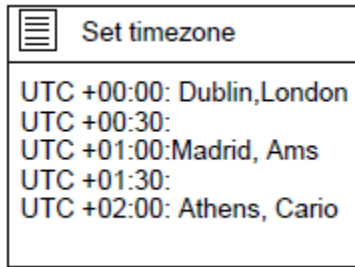 Set timezone
UTC +00:00: Dublin,London
UTC +00:30:
UTC +01:00:Madrid, Ams
UTC +01:30:
UTC +02:00: Athens, Cario